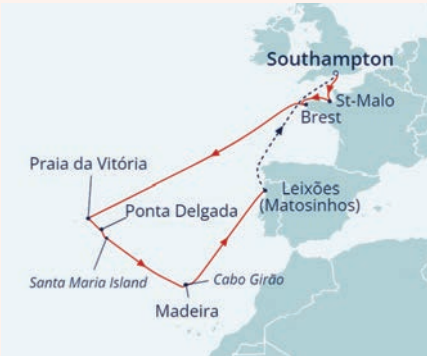 Southampton
St-Malo
Brest
Praia da Vitória
Ponta Delgada
Leixões
(Matosinhos)
Santa Maria Island
Cabo Girão
Madeira